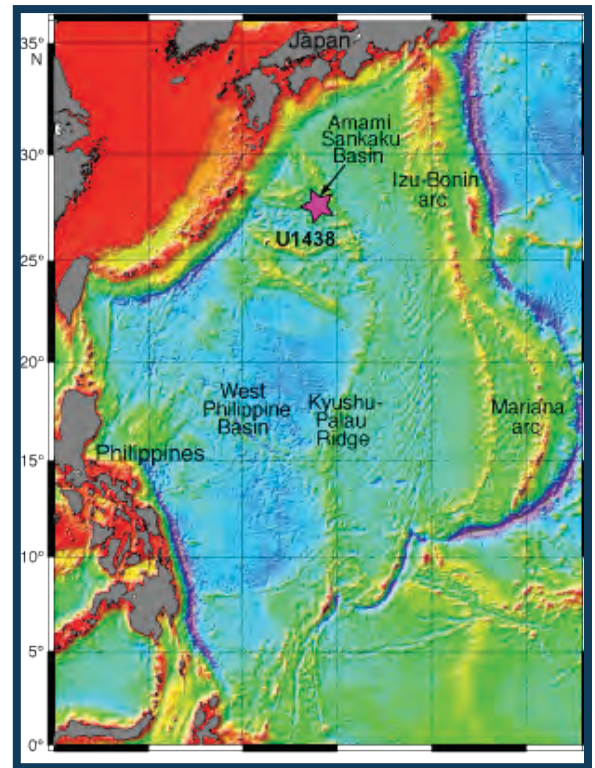 35°
N
Japan
Amami
Sankaku
Basin
30°
Izu-Bonin
arc
U1438
25°
20°
West
Philippine
Basin
Kyushu-
Palau
Ridge
Mariana
arc
Philippines
15°
10°
5°
0°